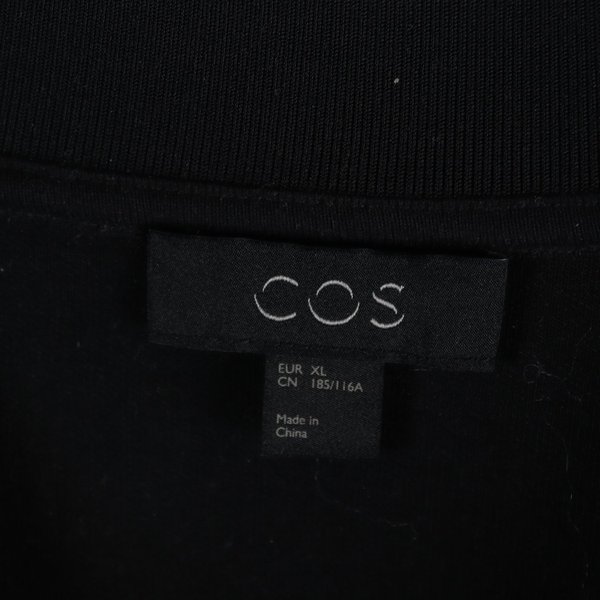 COS
EUR XL
CN 185/116A
Made in
China